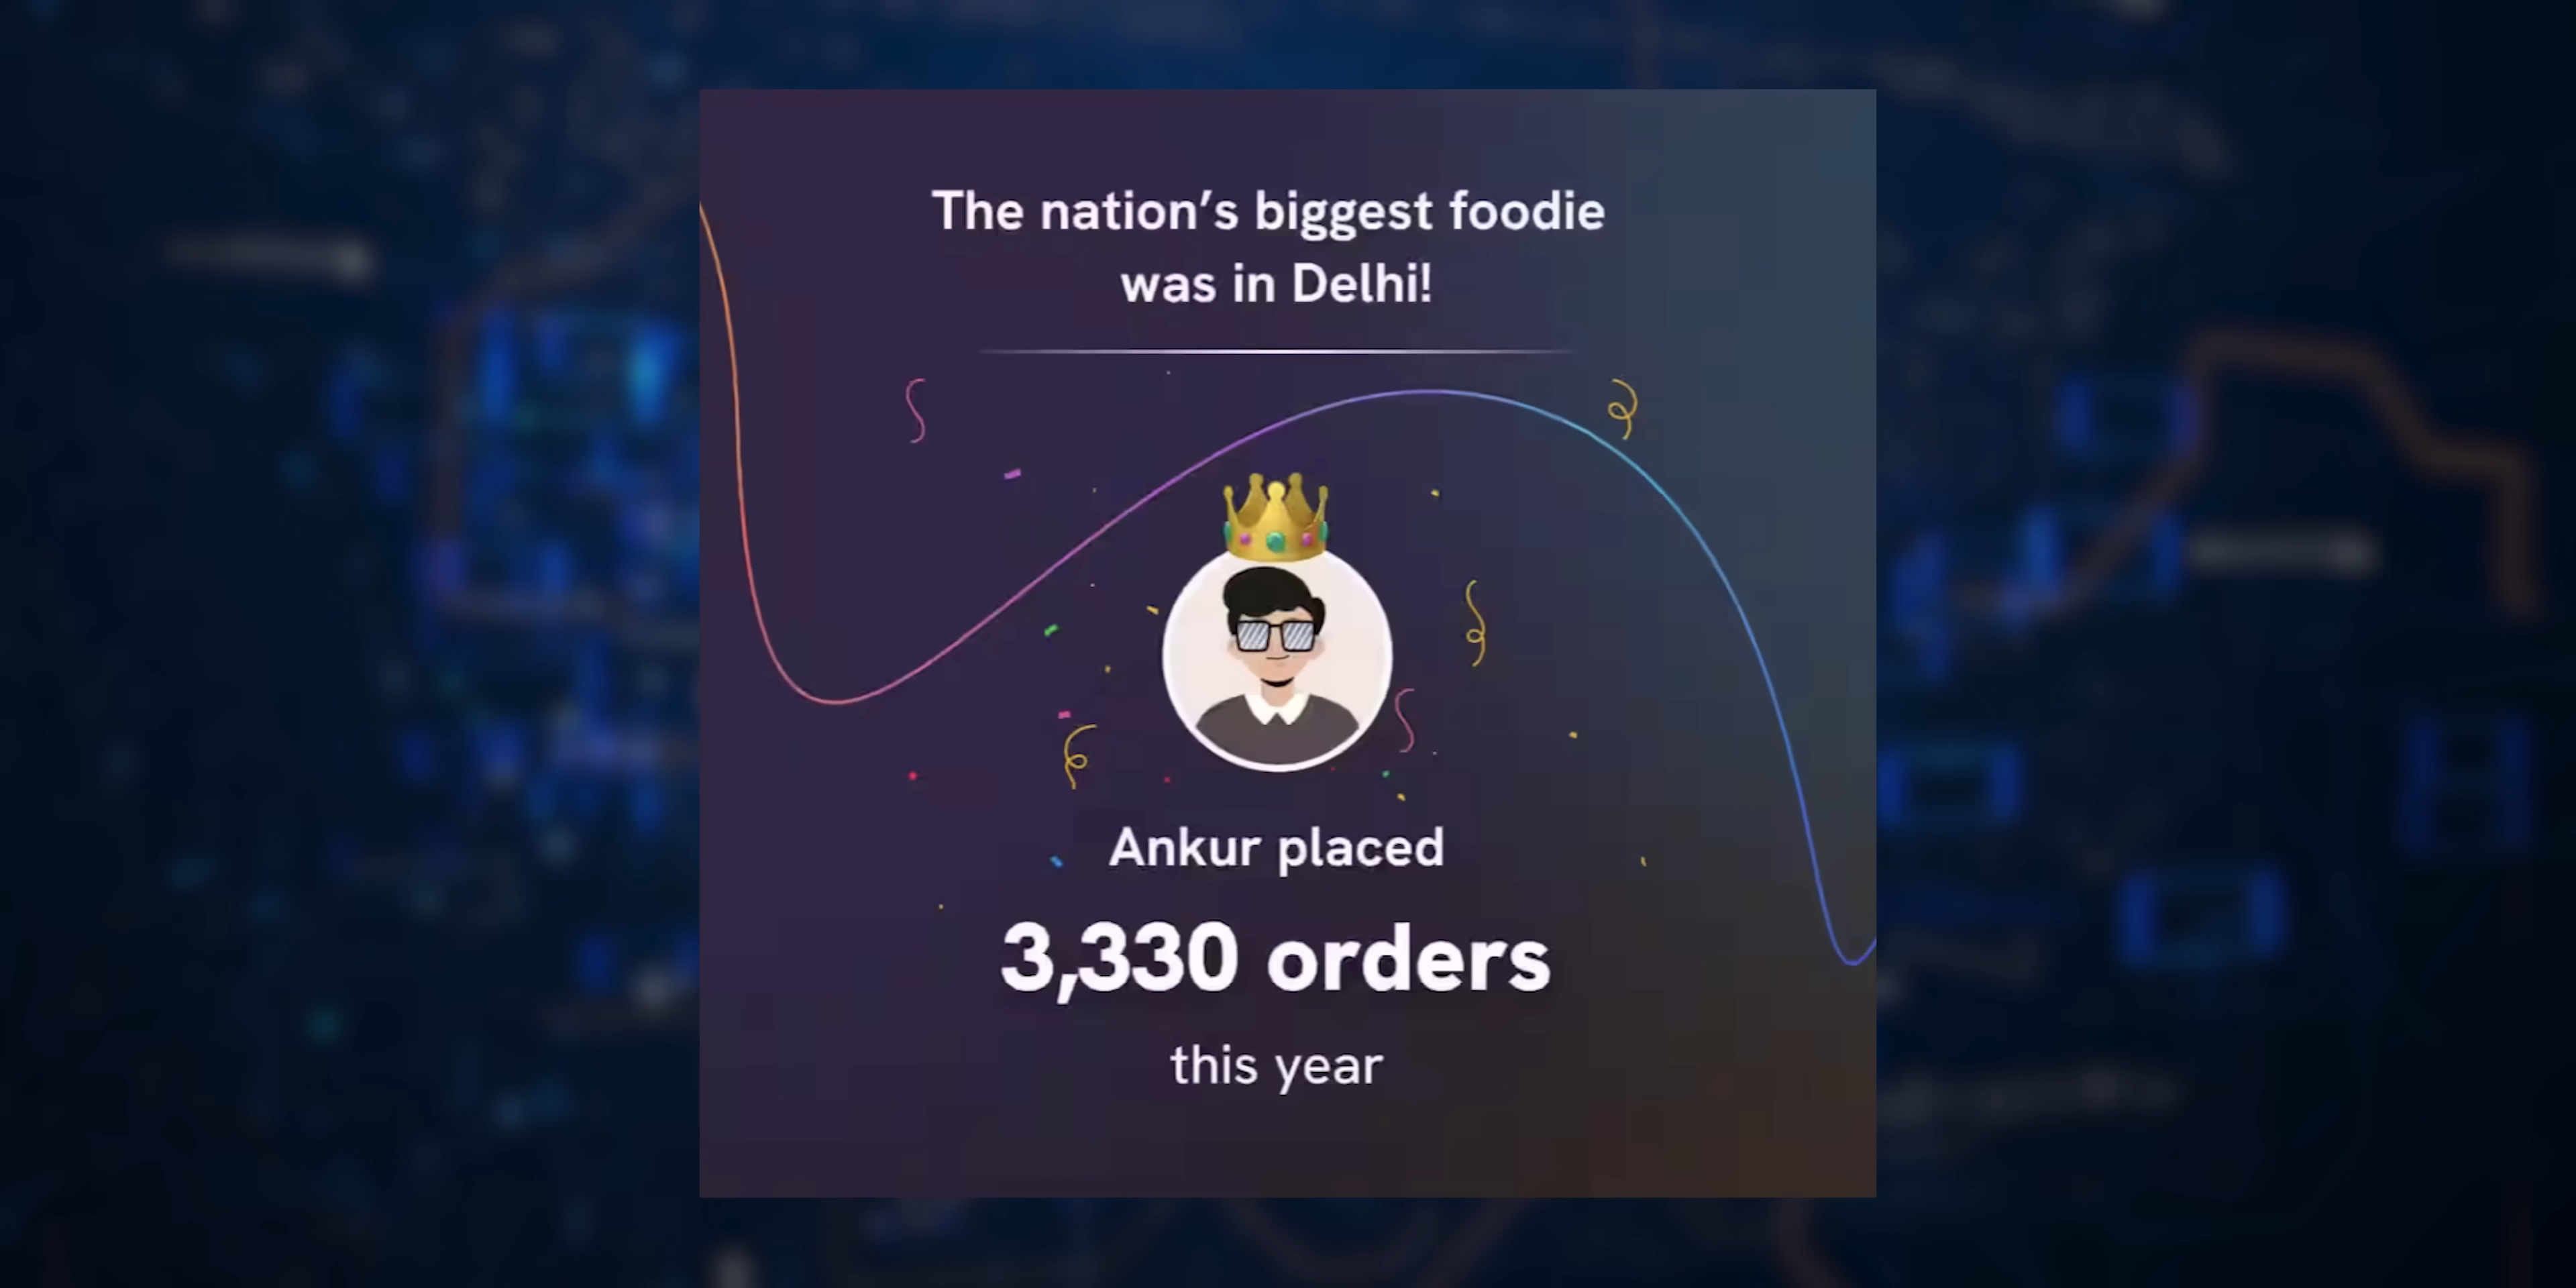 The nation’s biggest foodie
was in Delhi!
Ankur placed
3,330 orders
this year